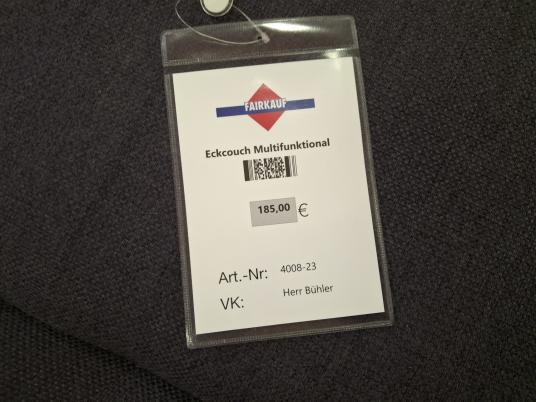 FAIRKAUF
Eckcouch Multifunktional
185,00 €
Art.-Nr: 4008-23
VK: Herr Bühler